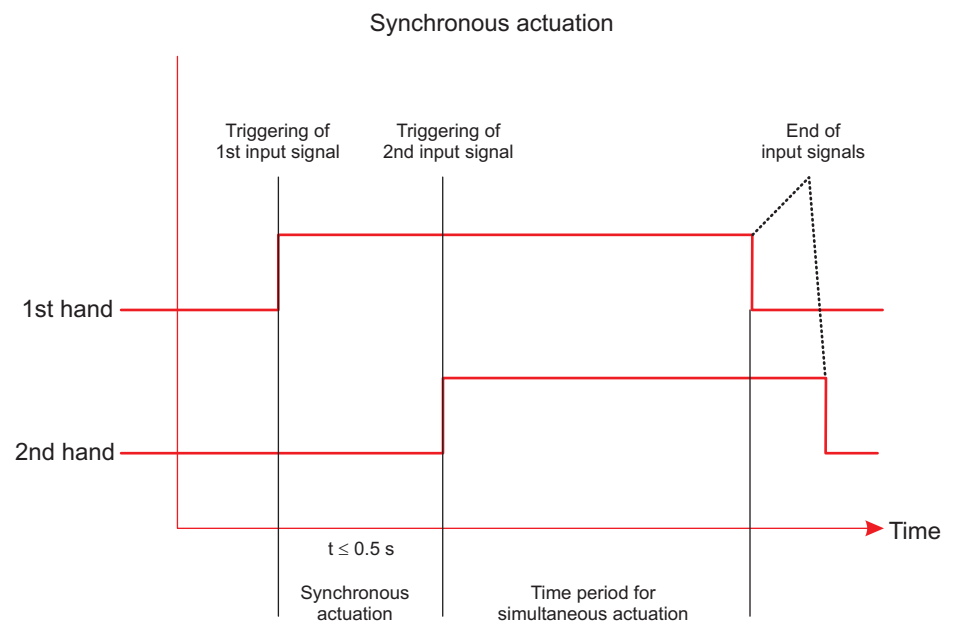 Synchronous actuation
Triggering of
1st input signal
Triggering of
2nd input signal
End of
input signals
1st hand
2nd hand
Time
t ≤ 0.5 s
Synchronous
actuation
Time period for
simultaneous actuation